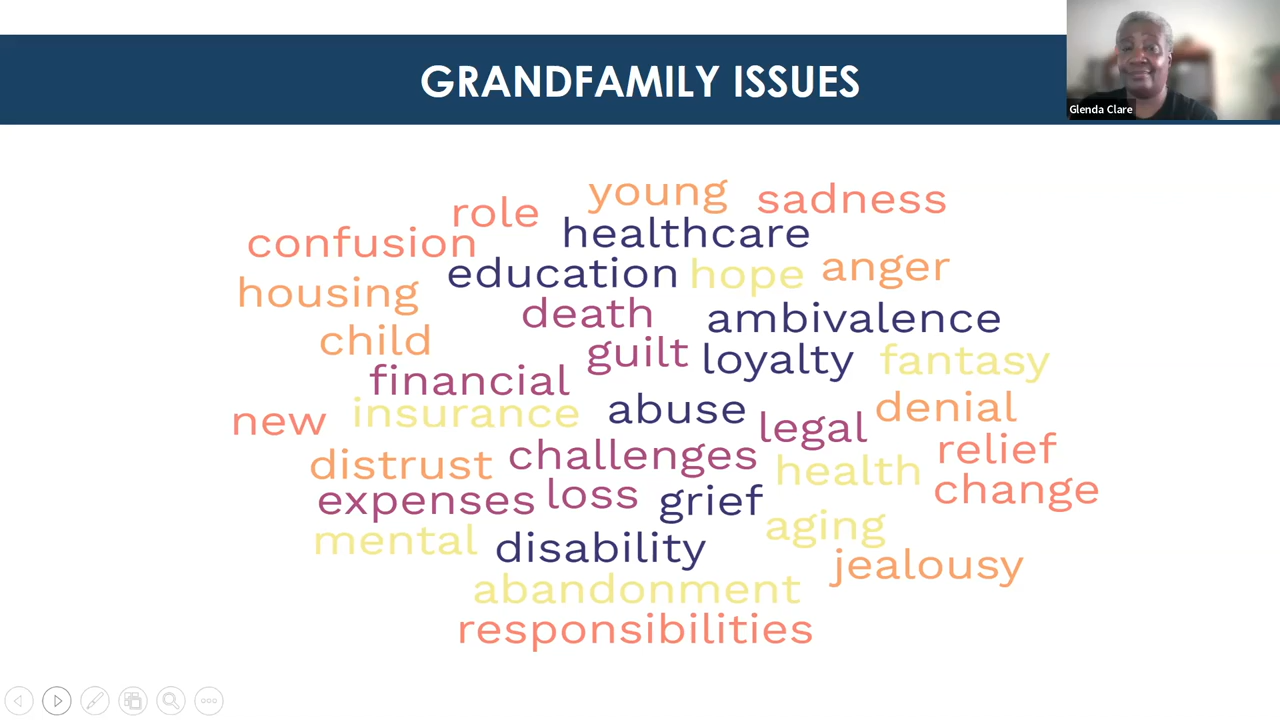 GRANDFAMILY ISSUES
Glenda Clare
young sadness
role
healthcare
confusion
education hope anger
housing
death ambivalence
child
guilt loyalty fantasy
financial
new insurance abuse legal denial
distrust challenges health relief
expenses loss grief change
mental disability aging
jealousy
abandonment
responsibilities